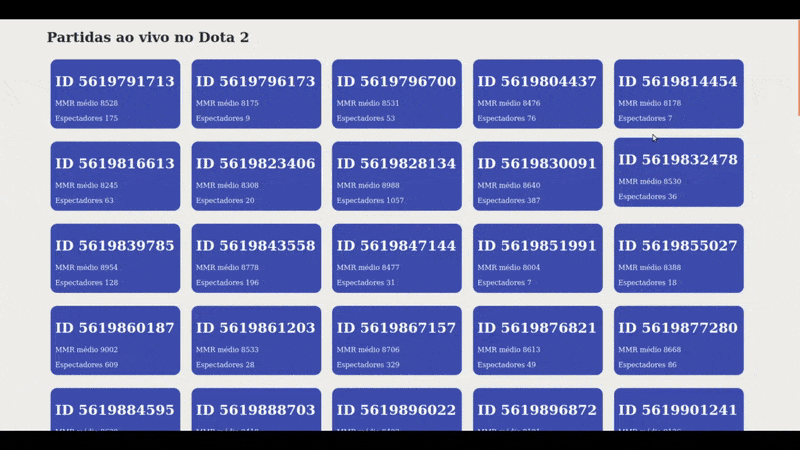 Partidas ao vivo no Dota 2
ID 5619791713
MMR médio 8528
Espectadores 175
ID 5619796173
MMR médio 8175
Espectadores 9
ID 5619796700
MMR médio 8531
Espectadores 53
ID 5619804437
MMR médio 8476
Espectadores 76
ID 5619814454
MMR médio 8178
Espectadores 7
ID 5619816613
MMR médio 8245
Espectadores 63
ID 5619823406
MMR médio 8308
Espectadores 20
ID 5619828134
MMR médio 8988
Espectadores 1057
ID 5619830091
MMR médio 8640
Espectadores 387
ID 5619832478
MMR médio 8530
Espectadores 36
ID 5619839785
MMR médio 8954
Espectadores 128
ID 5619843558
MMR médio 8778
Espectadores 196
ID 5619847144
MMR médio 8477
Espectadores 31
ID 5619851991
MMR médio 8004
Espectadores 7
ID 5619855027
MMR médio 8388
Espectadores 18
ID 5619860187
MMR médio 9002
Espectadores 609
ID 5619861203
MMR médio 8533
Espectadores 28
ID 5619867157
MMR médio 8706
Espectadores 329
ID 5619876821
MMR médio 8613
Espectadores 49
ID 5619877280
MMR médio 8668
Espectadores 86
ID 5619884595
ID 5619888703
ID 5619896022
ID 5619896872
ID 5619901241